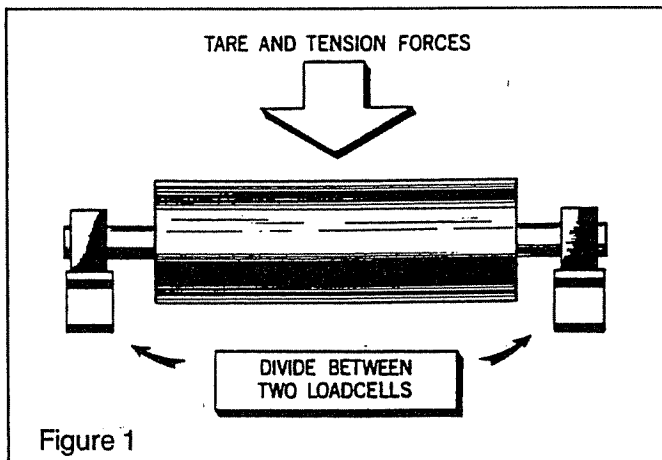 TARE AND TENSION FORCES
DIVIDE BETWEEN
TWO LOADCELLS
Figure 1